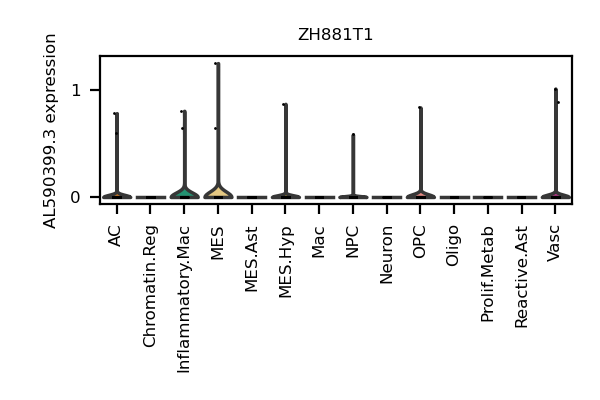 ZH881T1
AL590399.3 expression
1
0
AC
Chromatin.Reg
Inflammatory.Mac
MES
MES.Ast
MES.Hyp
Mac
NPC
Neuron
OPC
Oligo
Prolif.Metab
Reactive.Ast
Vasc